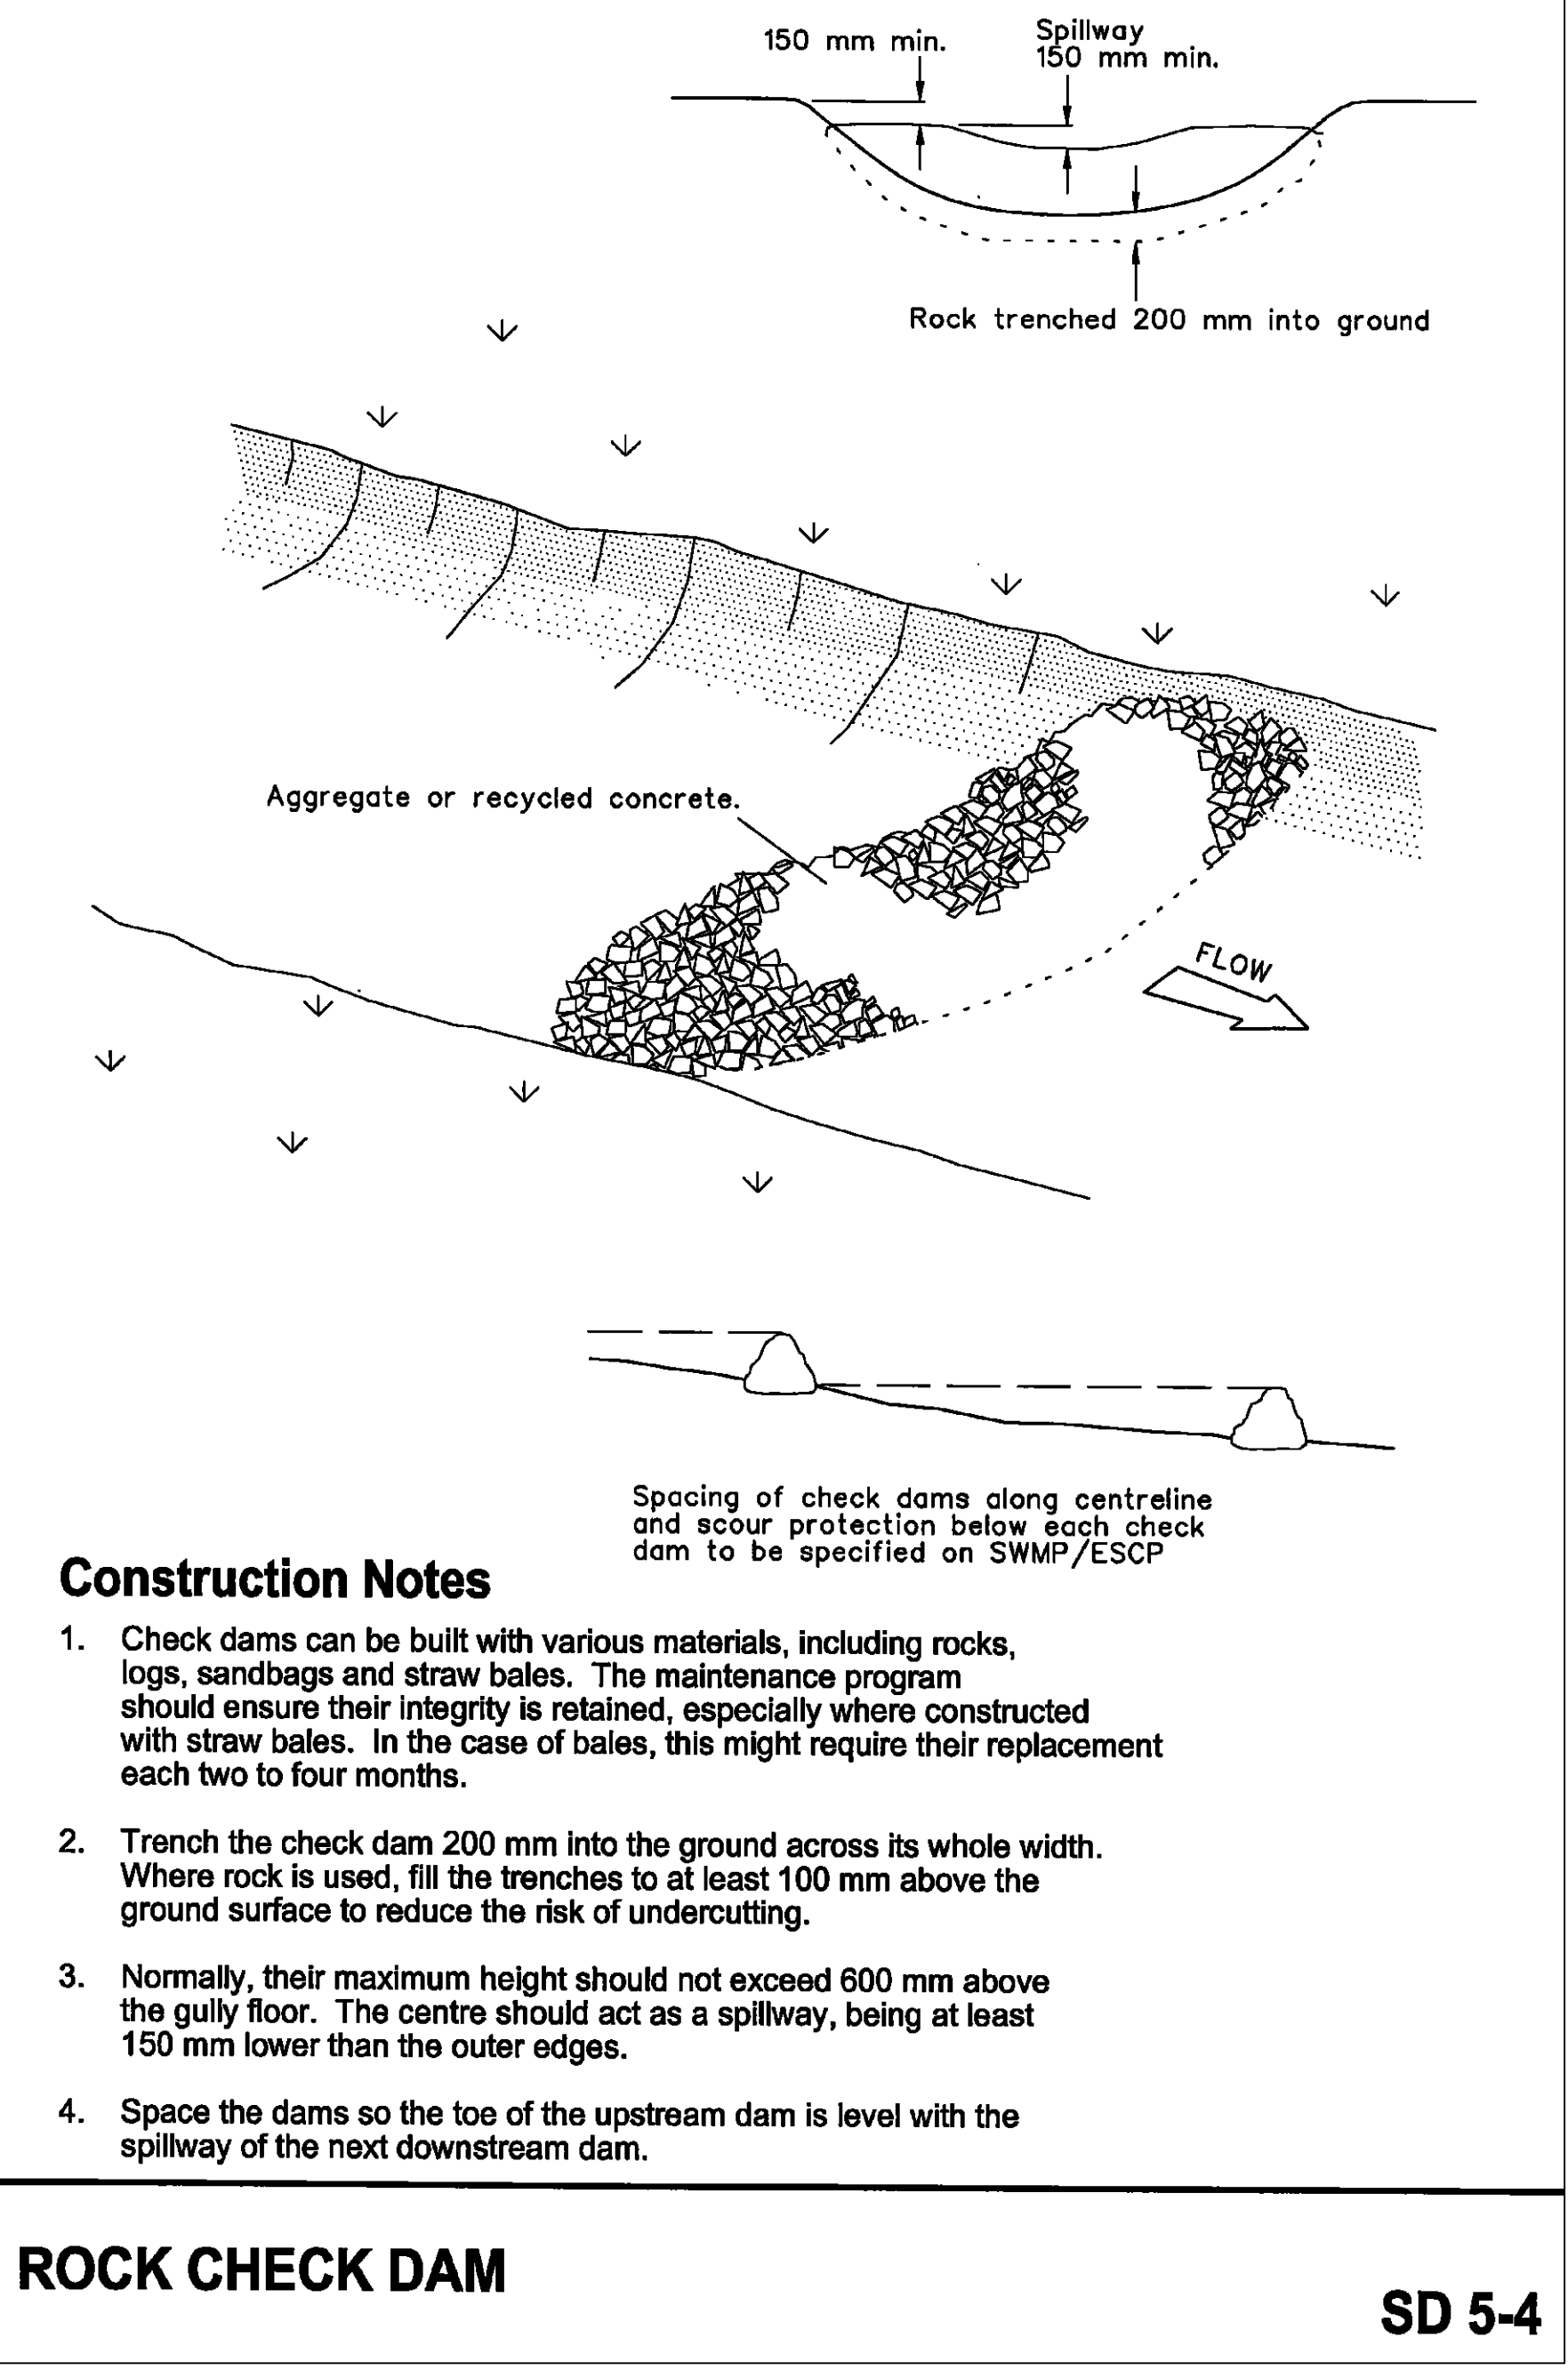 150 mm min.
Spillway
150 mm min.
Rock trenched 200 mm into ground
Aggregate or recycled concrete.
FLOW
Spacing of check dams along centreline
and scour protection below each check
dam to be specified on SWMP/ESCP
Construction Notes
1. Check dams can be built with various materials, including rocks,
logs, sandbags and straw bales. The maintenance program
should ensure their integrity is retained, especially where constructed
with straw bales. In the case of bales, this might require their replacement
each two to four months.
2. Trench the check dam 200 mm into the ground across its whole width.
Where rock is used, fill the trenches to at least 100 mm above the
ground surface to reduce the risk of undercutting.
3. Normally, their maximum height should not exceed 600 mm above
the gully floor. The centre should act as a spillway, being at least
150 mm lower than the outer edges.
4. Space the dams so the toe of the upstream dam is level with the
spillway of the next downstream dam.
ROCK CHECK DAM
SD 5-4